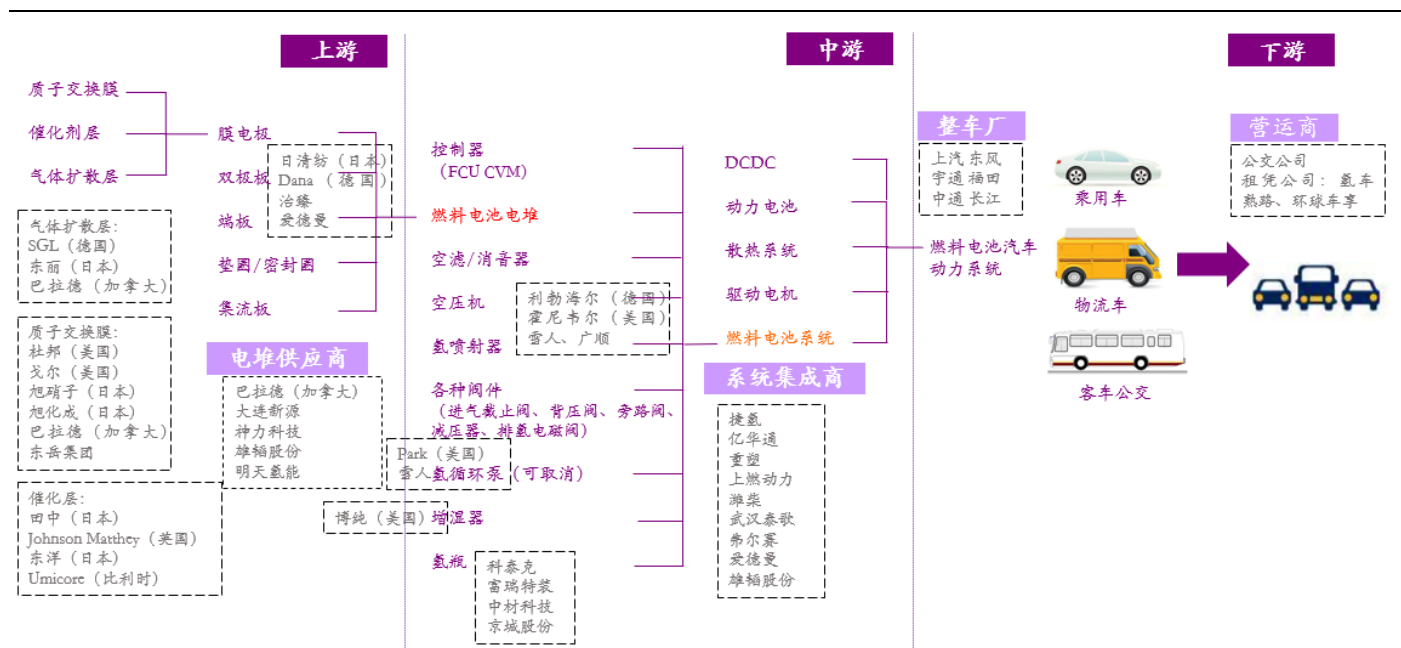 上游
中游
下游
质子交换膜
催化剂层
气体扩散层
膜电极
双极板
端板
垫圈/密封圈
集流板
日清纺（日本）
Dana（德国）
治臻
爱德曼
气体扩散层:
SGL（德国）
东丽（日本）
巴拉德（加拿大）
质子交换膜:
杜邦（美国）
戈尔（美国）
旭硝子（日本）
旭化成（日本）
巴拉德（加拿大）
东岳集团
催化层:
田中（日本）
Johnson Matthey（英国）
东洋（日本）
Umicore（比利时）
电堆供应商
巴拉德（加拿大）
大连新源
神力科技
雄韬股份
明天氢能
控制器
（FCU CVM）
燃料电池电堆
空滤/消音器
空压机
氢喷射器
各种阀件
（进气截止阀、背压阀、旁路阀、
减压器、排氢电磁阀）
氢循环泵（可取消）
增湿器
氢瓶
利勃海尔（德国）
霍尼韦尔（美国）
雪人、广顺
Park（美国）
雪人
博纯（美国）
科泰克
富瑞特装
中材科技
京城股份
DCDC
动力电池
散热系统
驱动电机
燃料电池系统
系统集成商
捷氢
亿华通
重塑
上燃动力
潍柴
武汉泰歌
弗尔赛
爱德曼
雄韬股份
整车厂
上汽 东风
宇通 福田
中通 长江
燃料电池汽车
动力系统
乘用车
物流车
客车公交
营运商
公交公司
租赁公司：氢车
熟路、环球车享